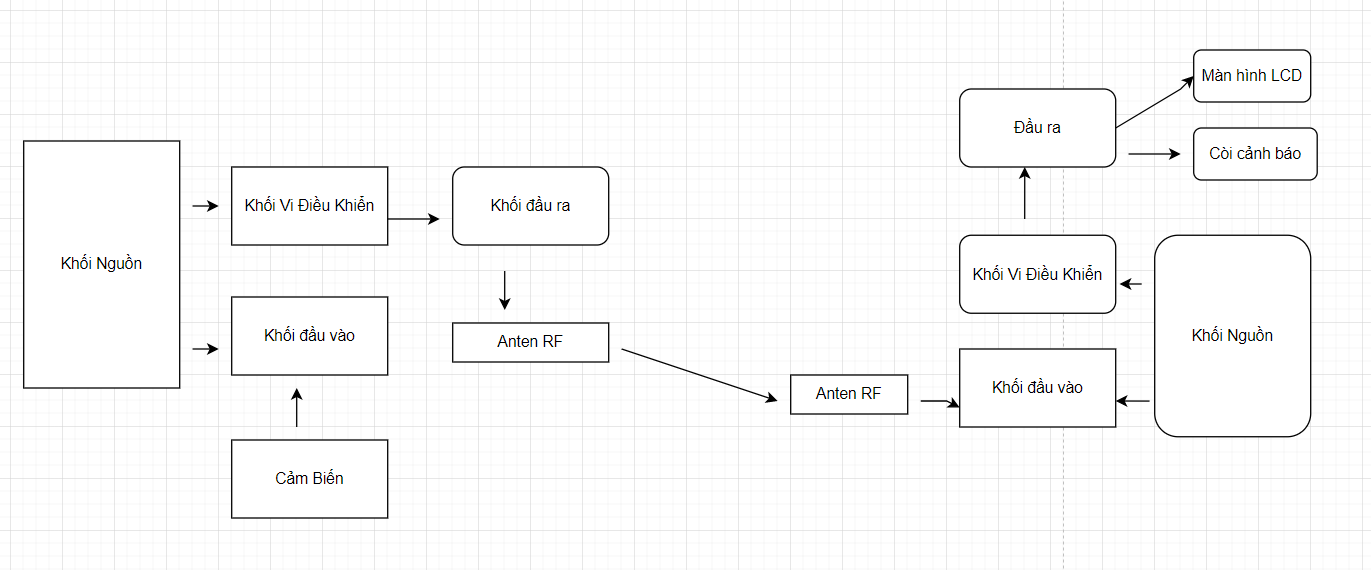 Khối Nguồn
Khối Vi Điều Khiển
Khối đầu vào
Cảm Biến
Khối đầu ra
Anten RF
Anten RF
Đầu ra
Màn hình LCD
Còi cảnh báo
Khối Vi Điều Khiển
Khối đầu vào
Khối Nguồn